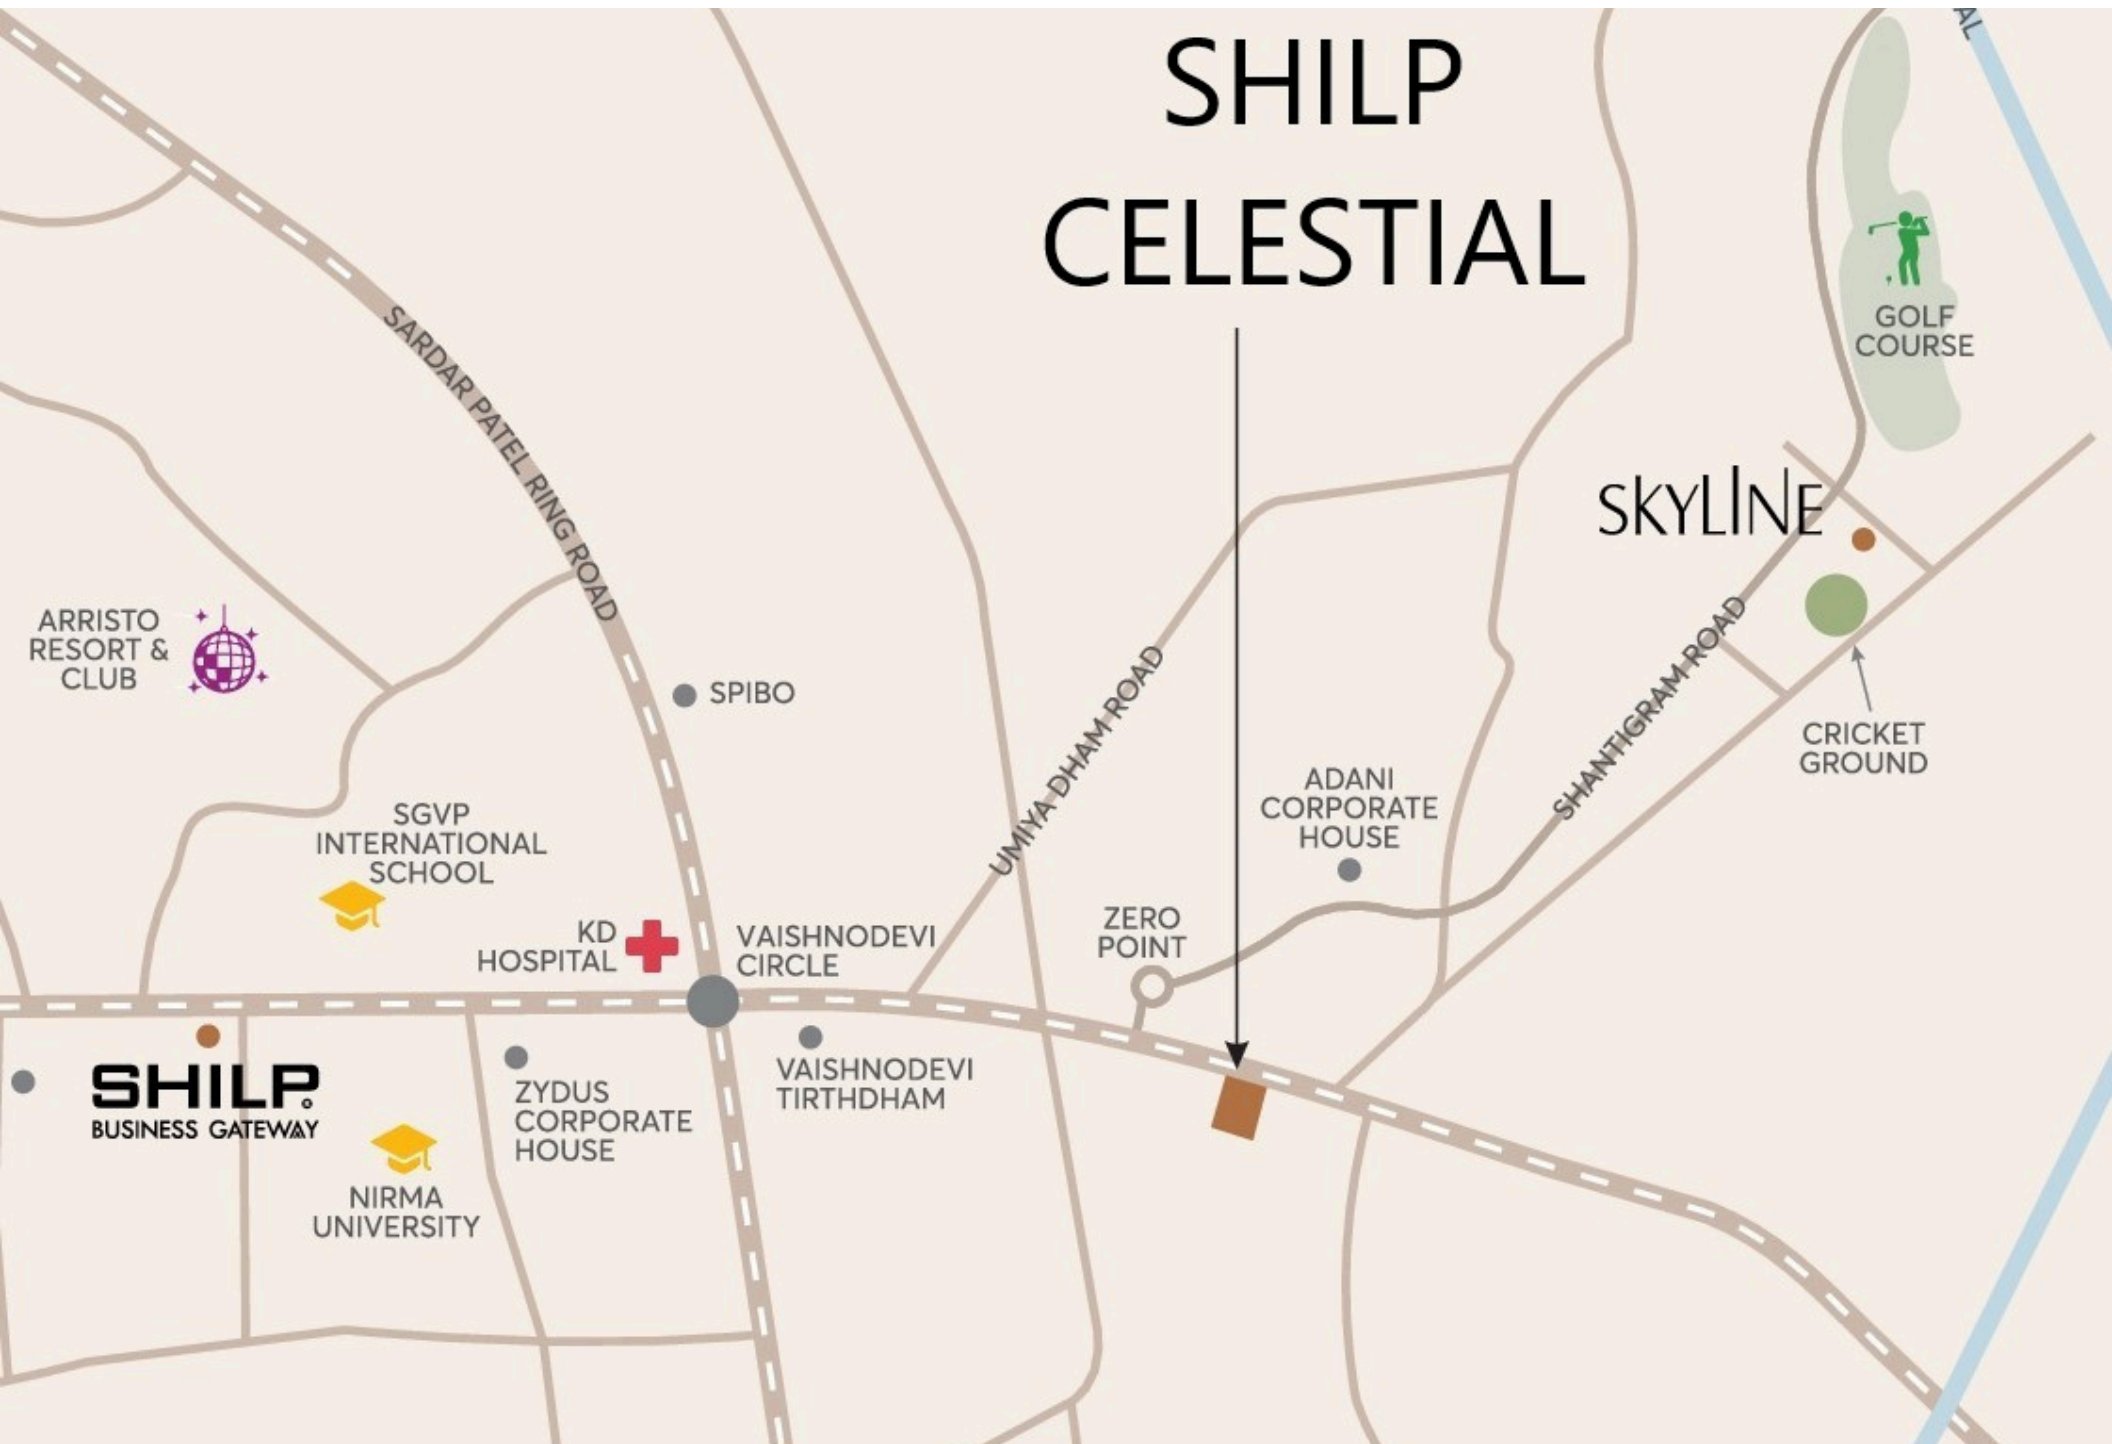 SHILP
CELESTIAL
AL
GOLF
COURSE
SARDAR PATEL RING ROAD
SKYLINE
ARRISTO
RESORT &
CLUB
SPIBO
UMIYA DHAM ROAD
SHANTIGRAM ROAD
CRICKET
GROUND
ADANI
CORPORATE
HOUSE
SGVP
INTERNATIONAL
SCHOOL
KD
HOSPITAL
VAISHNODEVI
CIRCLE
ZERO
POINT
SHILP
BUSINESS GATEWAY
ZYDUS
CORPORATE
HOUSE
VAISHNODEVI
TIRTHDHAM
NIRMA
UNIVERSITY